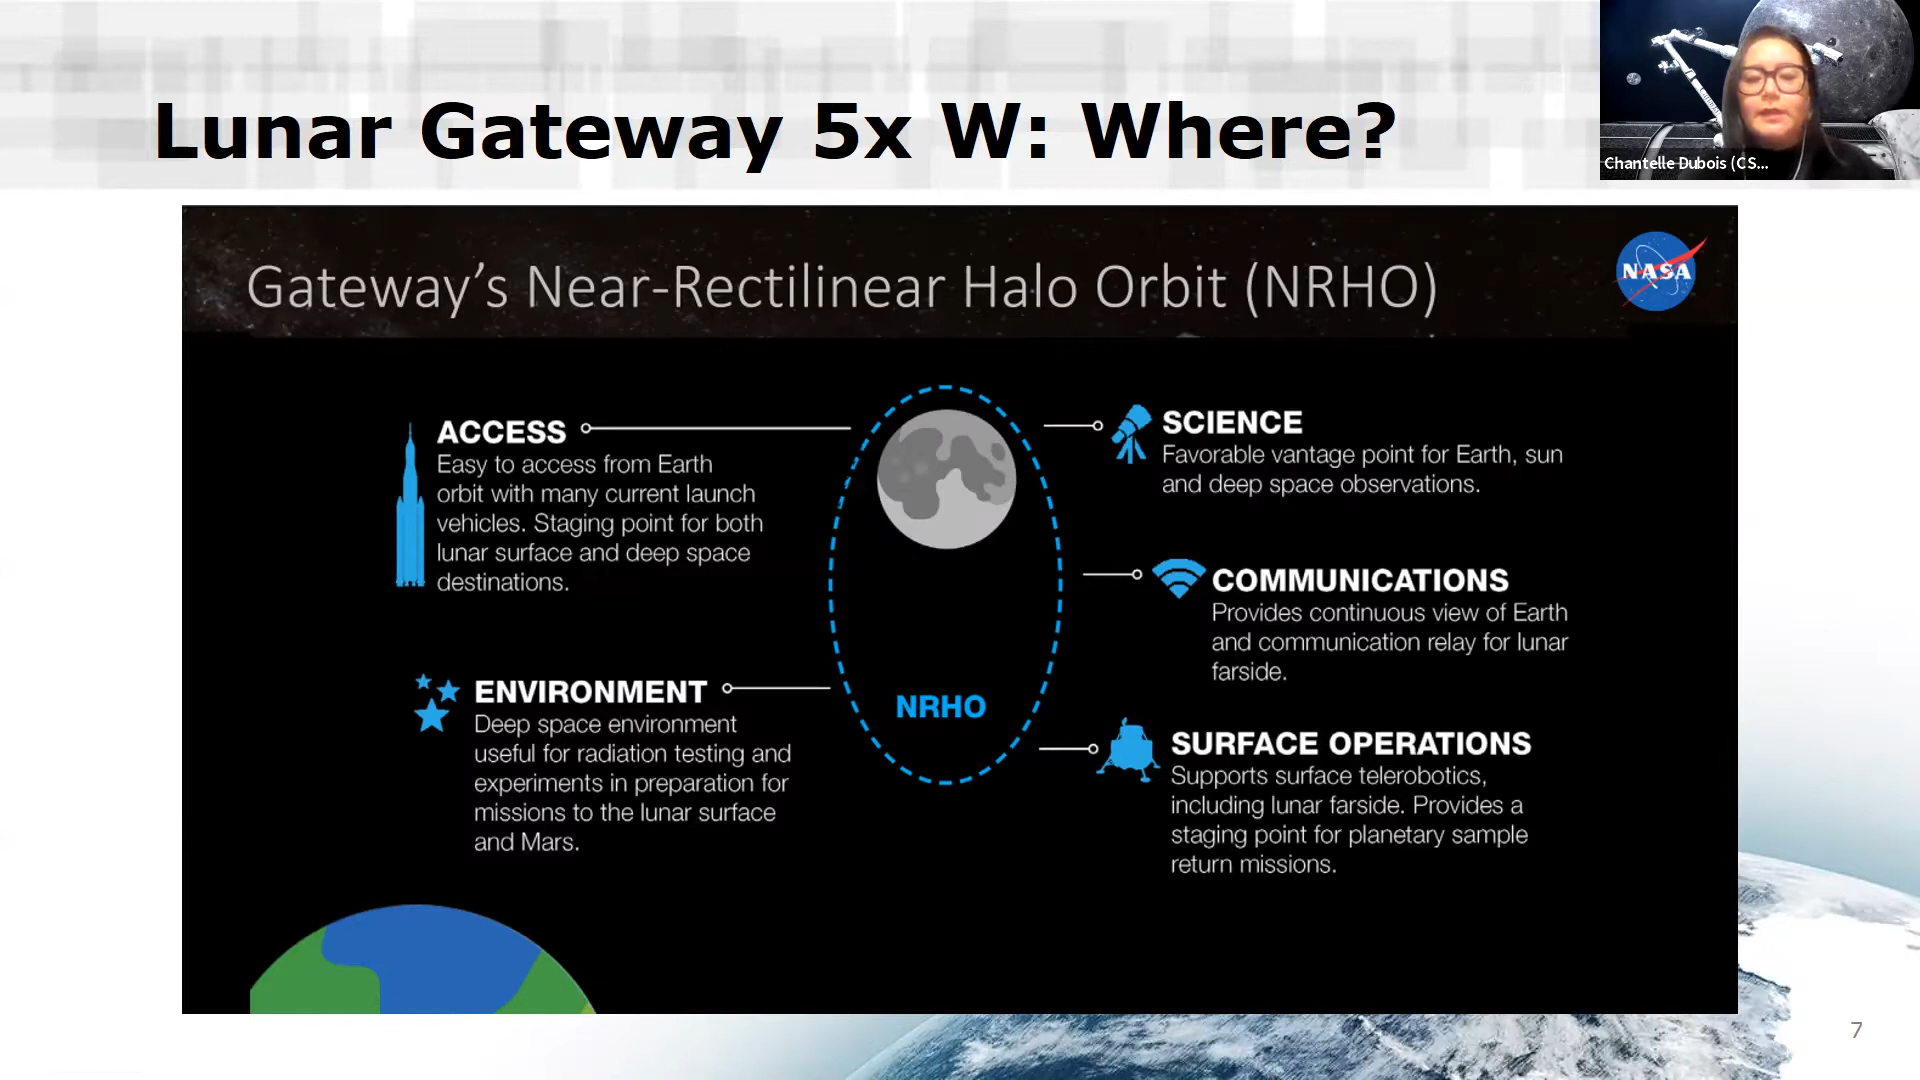 Lunar Gateway 5x W: Where?
Chantelle Dubois (CS...
Gateway’s Near-Rectilinear Halo Orbit (NRHO)
NASA
ACCESS
Easy to access from Earth
orbit with many current launch
vehicles. Staging point for both
lunar surface and deep space
destinations.
ENVIRONMENT
Deep space environment
useful for radiation testing and
experiments in preparation for
missions to the lunar surface
and Mars.
NRHO
SCIENCE
Favorable vantage point for Earth, sun
and deep space observations.
COMMUNICATIONS
Provides continuous view of Earth
and communication relay for lunar
farside.
SURFACE OPERATIONS
Supports surface telerobotics,
including lunar farside. Provides a
staging point for planetary sample
return missions.
7